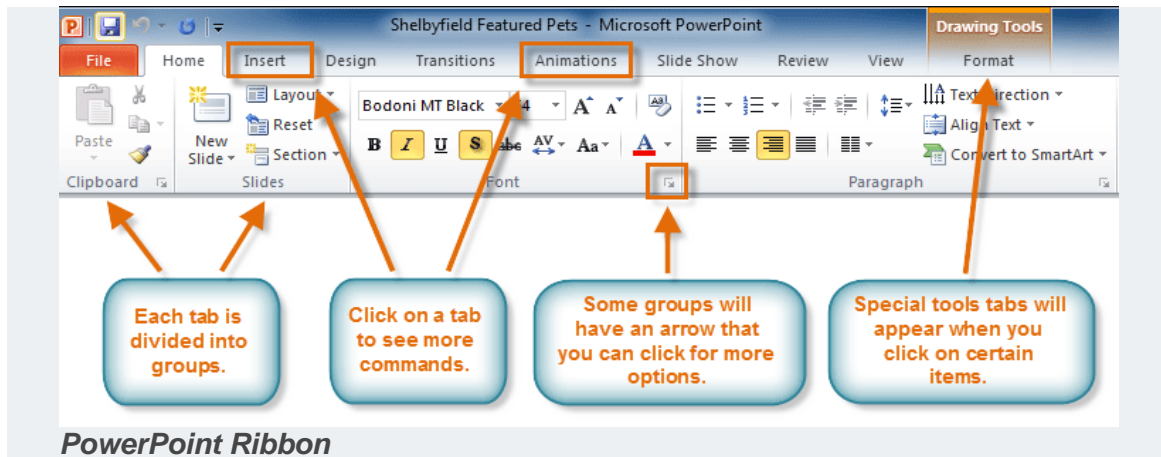 Shelbyfield Featured Pets - Microsoft PowerPoint
Drawing Tools
File Home Insert Design Transitions Animations Slide Show Review View Format
Paste
New
Slide
Layout
Reset
Section
Bodoni MT Black
B I U S abc AV Aa A
Text Direction
Align Text
Convert to SmartArt
Clipboard Slides Font Paragraph
Each tab is
divided into
groups.
Click on a tab
to see more
commands.
Some groups will
have an arrow that
you can click for more
options.
Special tools tabs will
appear when you
click on certain
items.
PowerPoint Ribbon